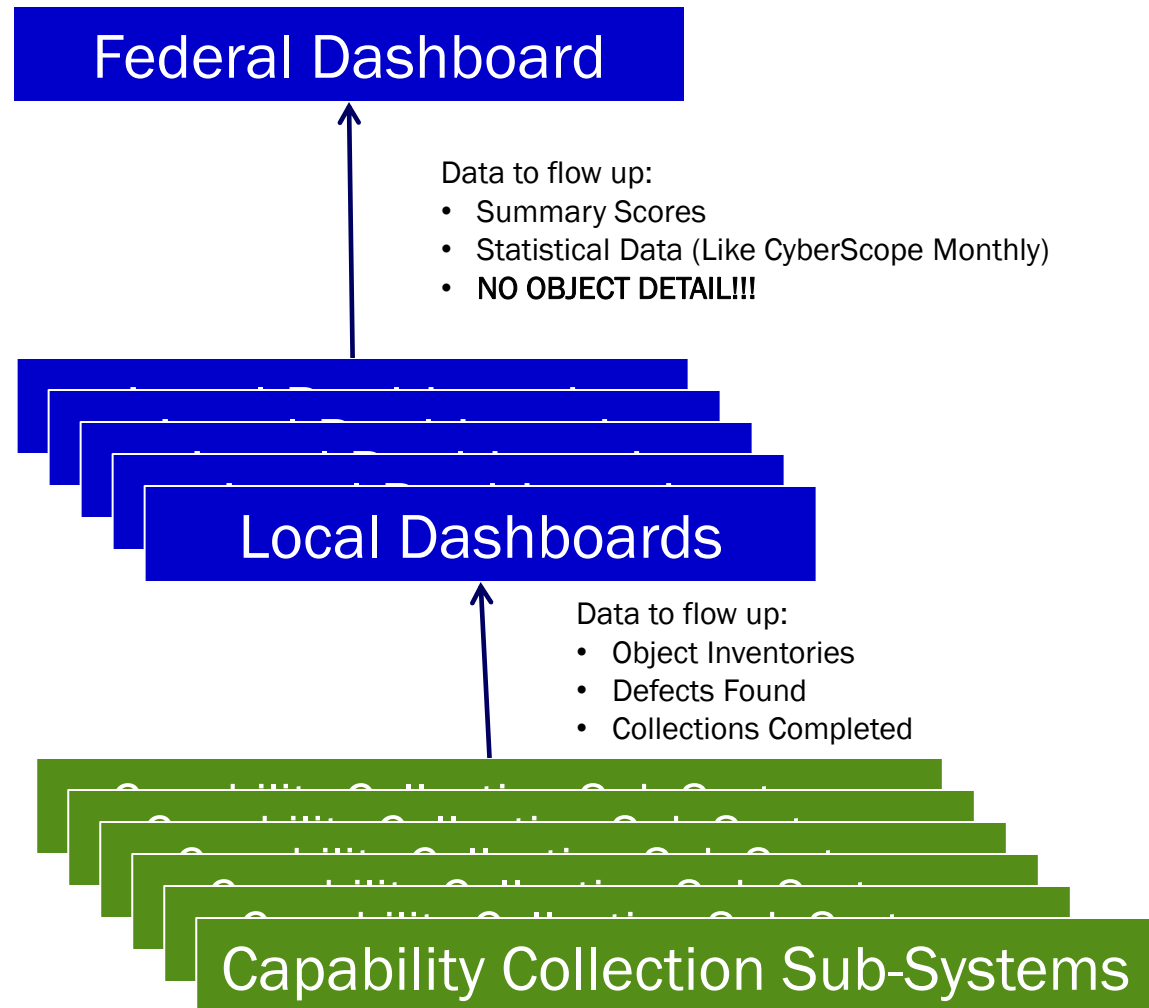 Federal Dashboard
Data to flow up:
• Summary Scores
• Statistical Data (Like CyberScope Monthly)
• NO OBJECT DETAIL!!!
Local Dashboards
Data to flow up:
• Object Inventories
• Defects Found
• Collections Completed
Capability Collection Sub-Systems